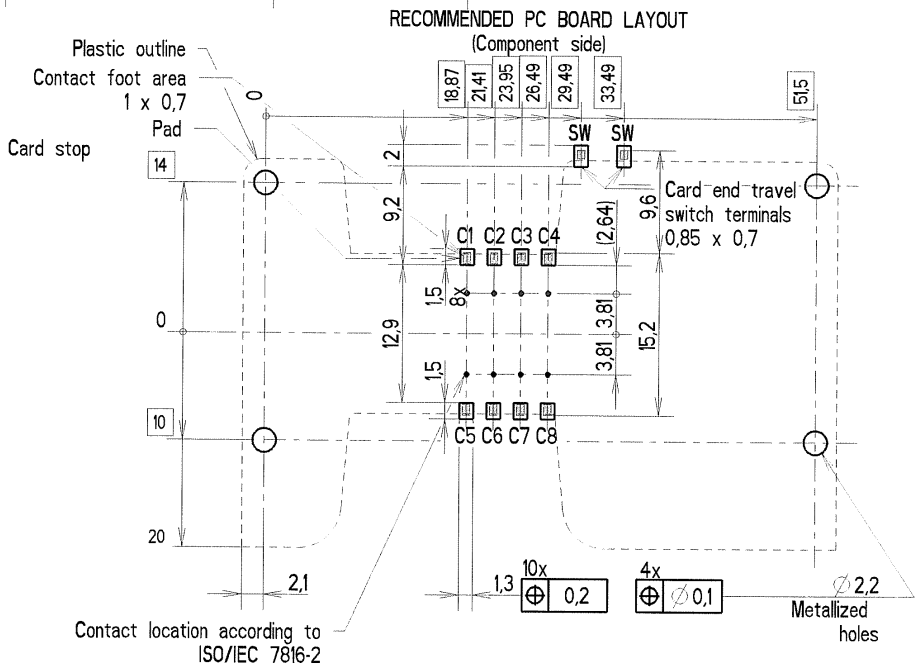 RECOMMENDED PC BOARD LAYOUT
(Component side)
Plastic outline
Contact foot area
1 x 0,7
Pad
Card stop
0
18,87
21,41
23,95
26,49
29,49
33,49
51,5
SW
SW
14
2
9,2
Card end travel
switch terminals
0,85 x 0,7
9,6
(2,64)
C1 C2 C3 C4
1,5
8x
0
12,9
3,81
3,81
15,2
1,5
10
C5 C6 C7 C8
20
2,1
1,3
10x
⌖ 0,2
4x
⌖ ∅ 0,1
∅ 2,2
Metallized
holes
Contact location according to
ISO/IEC 7816-2